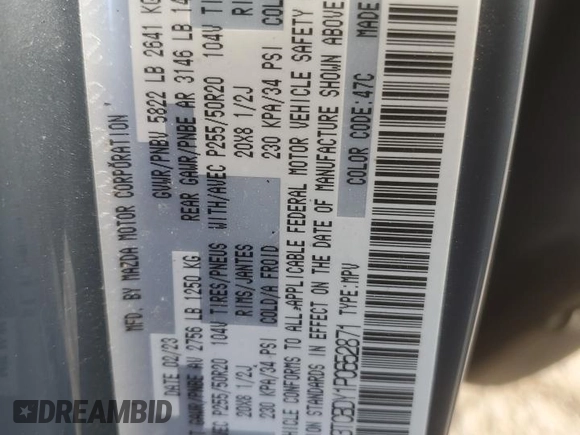 MFD. BY MAZDA MOTOR CORPORATION
GVWR/PNBV 5822 LB 2641 KG
DATE 02/23
GAWR/PNBE AV 2756 LB 1250 KG REAR GAWR/PNBE AR 3146 LB
P255/50R20 104V TIRES/PNEUS WITH/AVEC P255/50R20 104V
20X8 1/2J RIMS/JANTES 20X8 1/2J
230 KPA/34 PSI COLD/A FROID 230 KPA/34 PSI
VEHICLE CONFORMS TO ALL APPLICABLE FEDERAL MOTOR VEHICLE SAFETY
STANDARDS IN EFFECT ON THE DATE OF MANUFACTURE SHOWN ABOVE
TYPE:MPV COLOR CODE:47C MADE
DEALER'S CHOICE
AUTO AUCTION